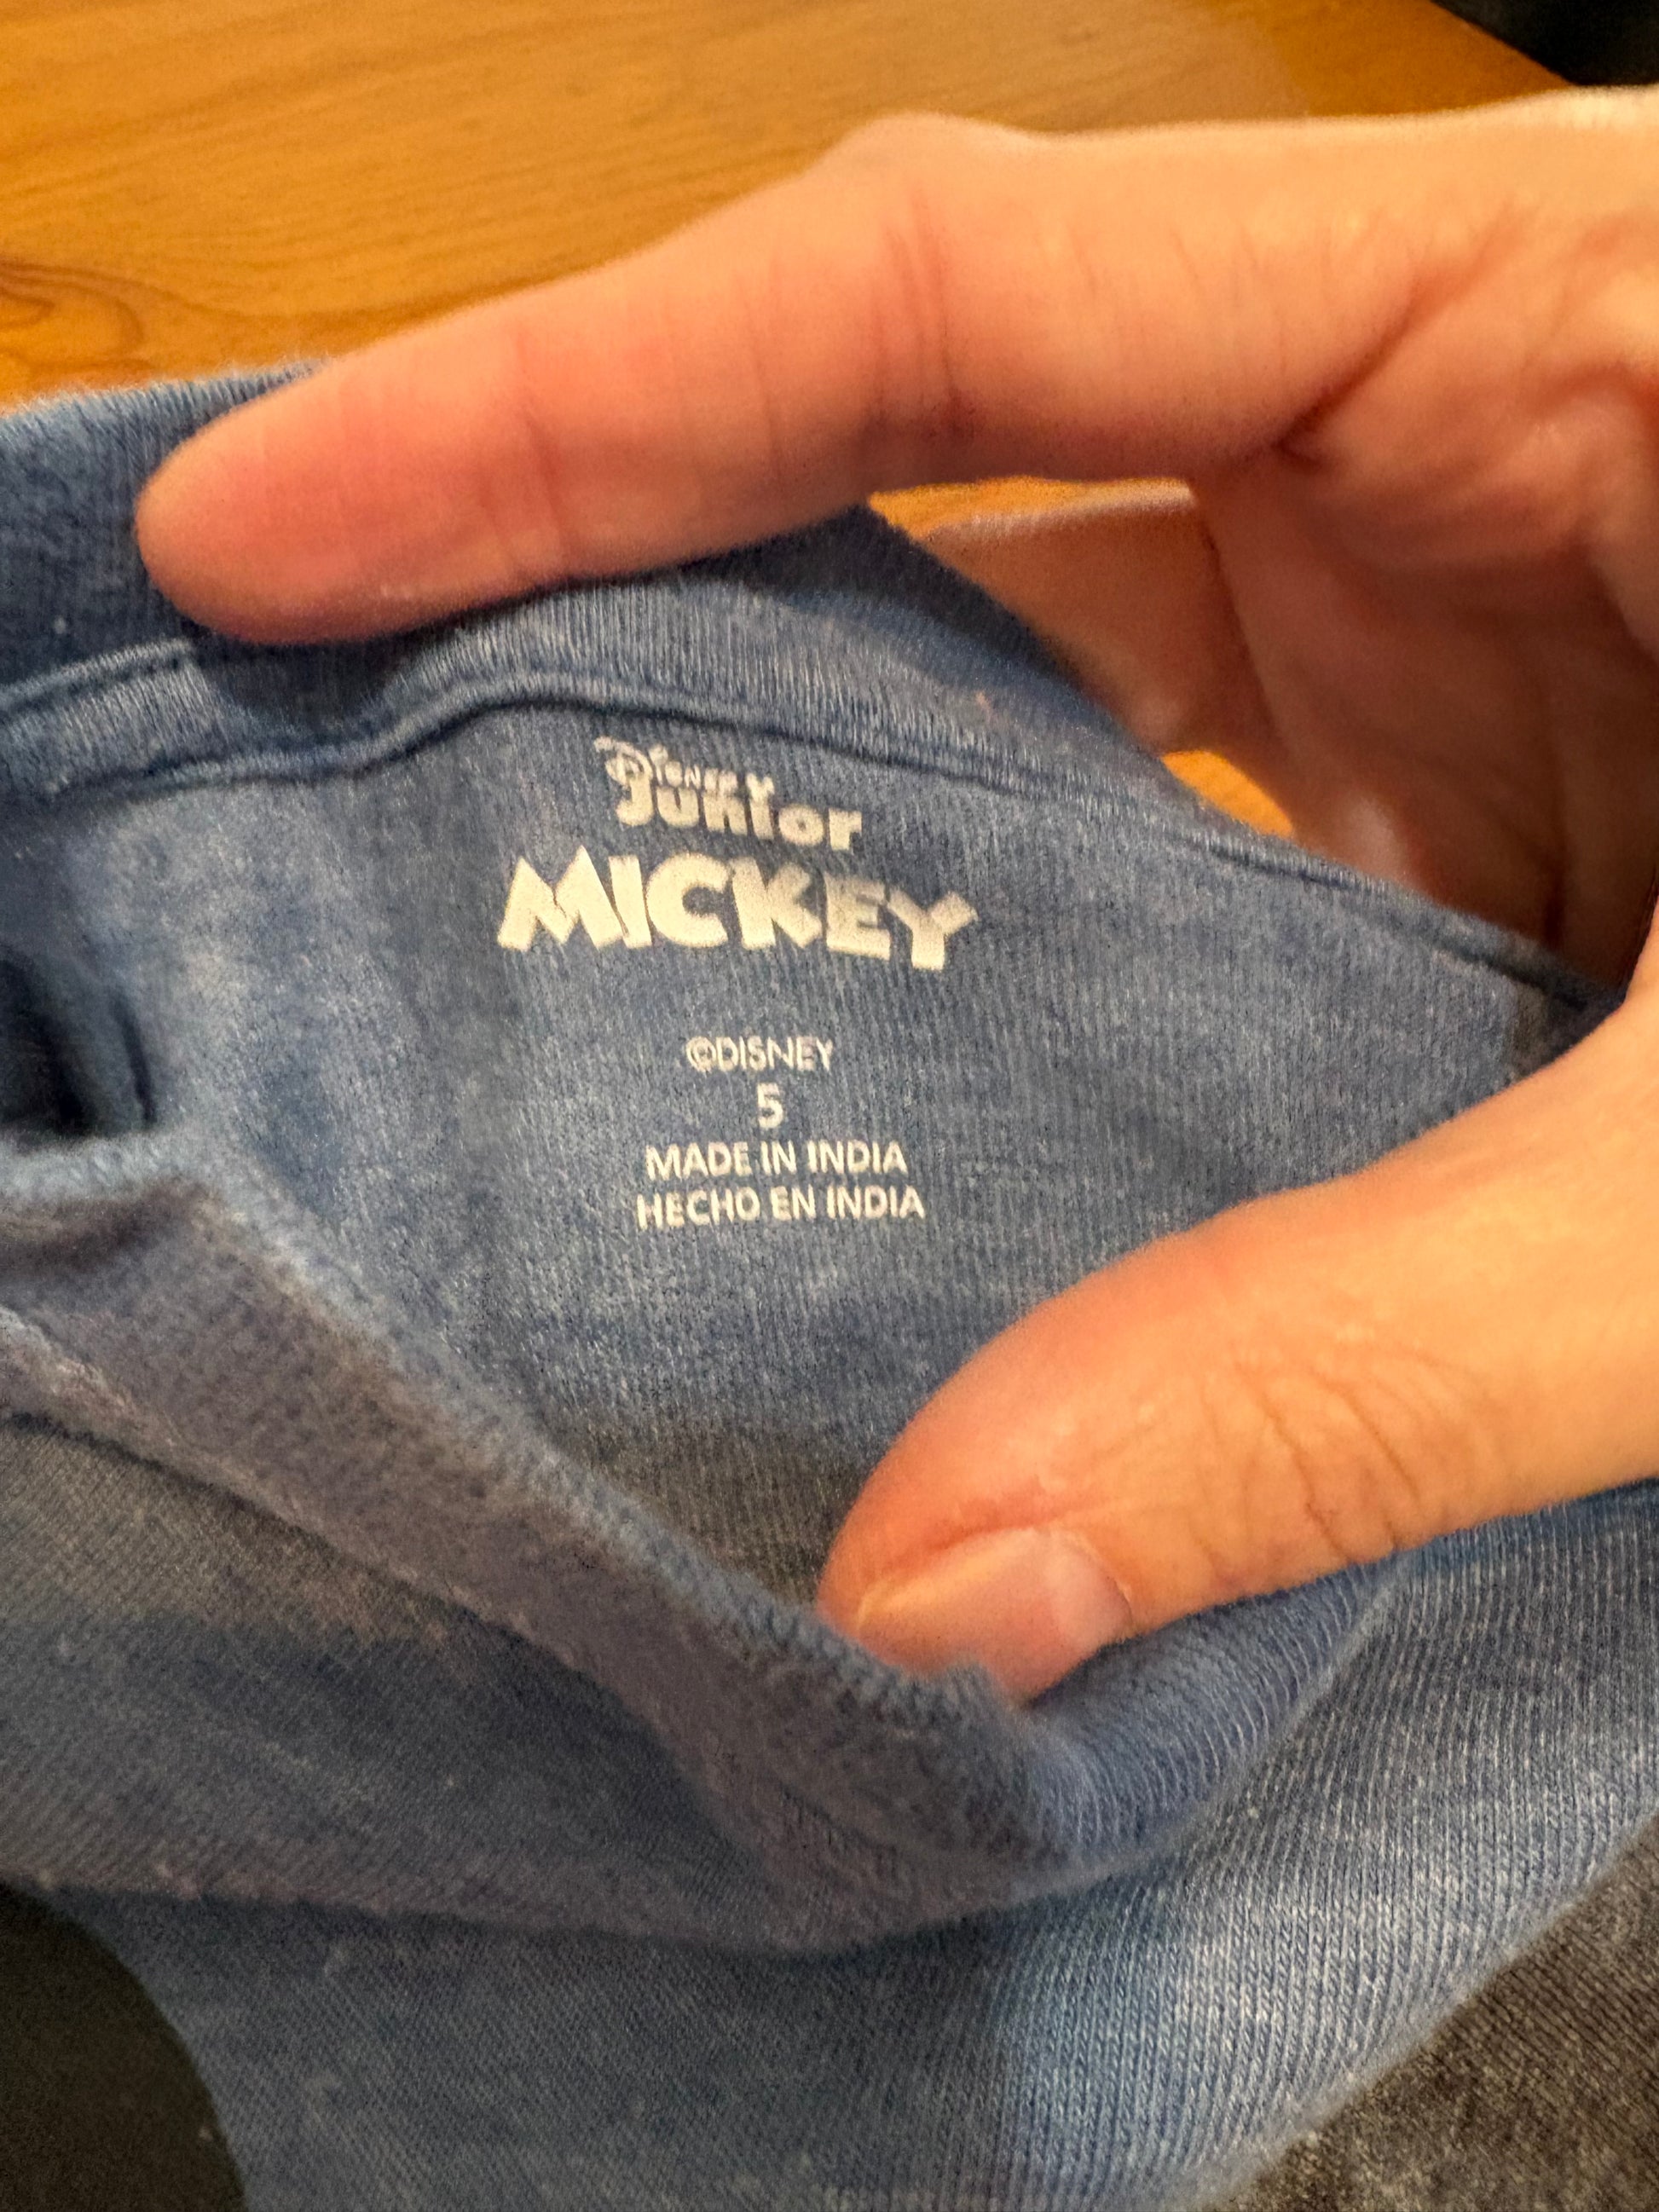 Disney
Junior
MICKEY
©DISNEY
5
MADE IN INDIA
HECHO EN INDIA